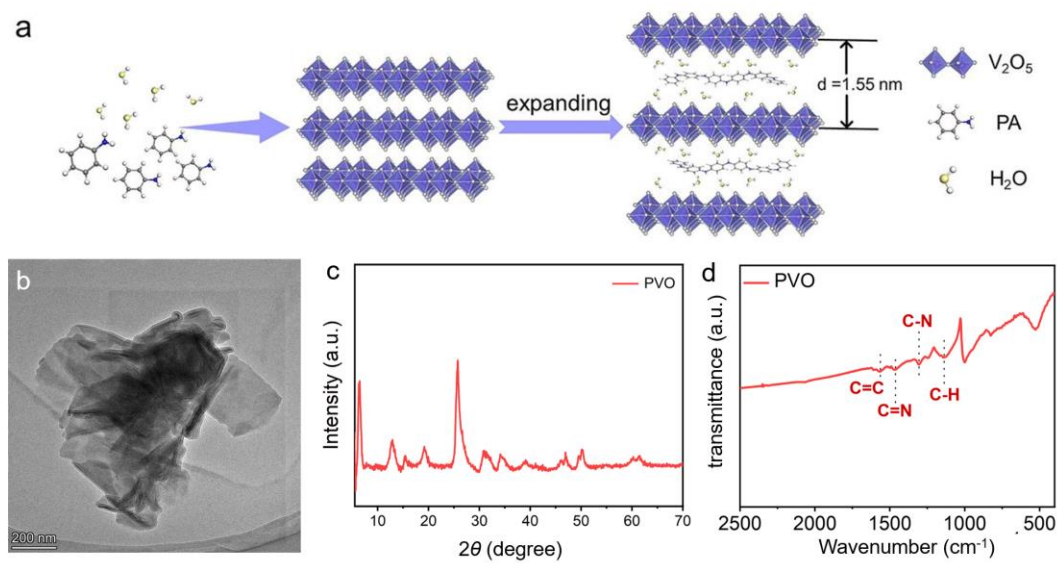 a
expanding
d =1.55 nm
V₂O₅
PA
H₂O
b
200 nm
c
PVO
Intensity (a.u.)
10 20 30 40 50 60 70
2θ (degree)
d
PVO
C-N
C=C
C-H
C=N
transmittance (a.u.)
2500 2000 1500 1000 500
Wavenumber (cm⁻¹)